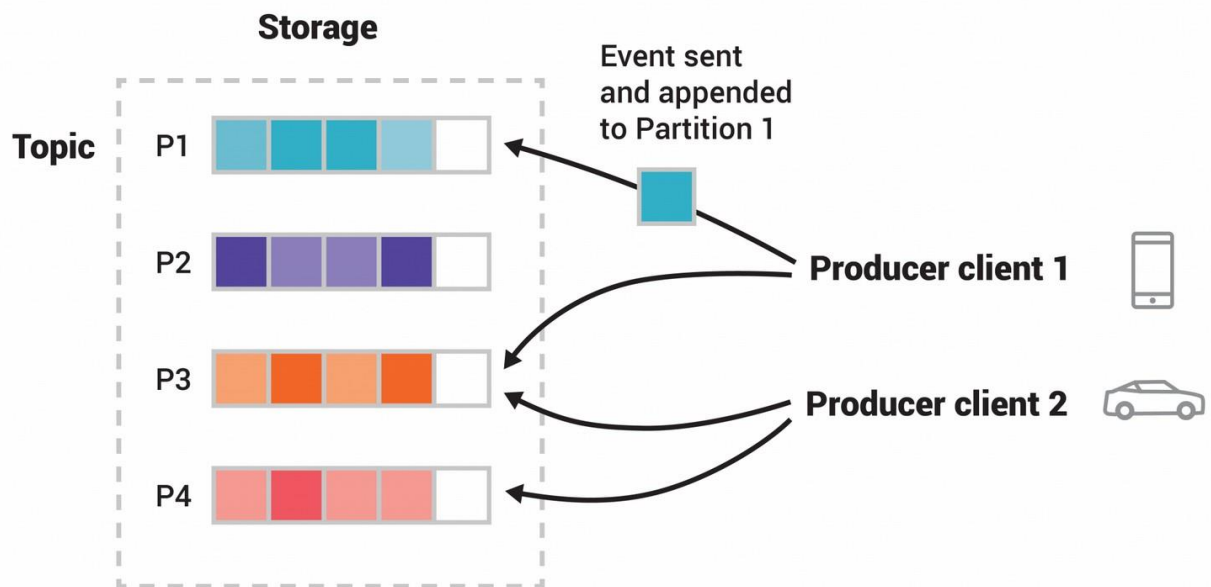 Storage
Event sent
and appended
to Partition 1
Topic
P1
P2
Producer client 1
P3
Producer client 2
P4